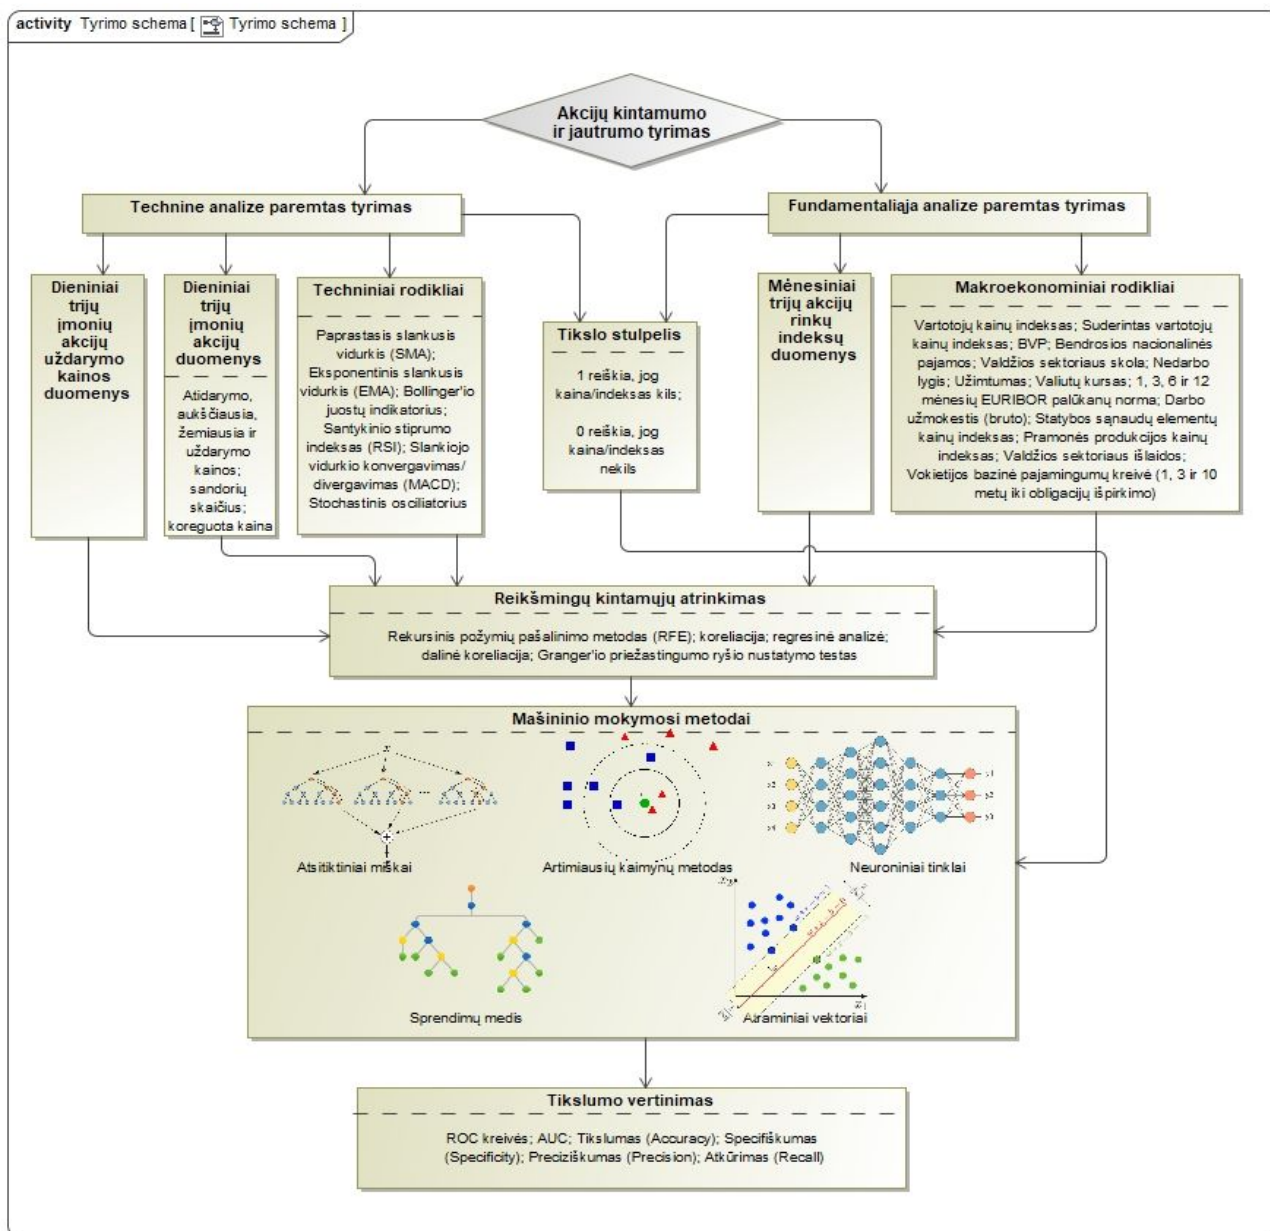 activity Tyrimo schema [ Tyrimo schema ]
Akcijų kintamumo
ir jautrumo tyrimas
Technine analize paremtas tyrimas
Fundamentaliąja analize paremtas tyrimas
Dieniniai
trijų
įmonių
akcijų
uždarymo
kainos
duomenys
Dieniniai
trijų
įmonių
akcijų
duomenys
Atidarymo,
aukščiausia,
žemiausia ir
uždarymo
kainos;
sandorių
skaičius;
koreguota kaina
Techniniai rodikliai
Paprastasis slankusis
vidurkis (SMA);
Eksponentinis slankusis
vidurkis (EMA); Bollinger'io
juostų indikatorius;
Santykinio stiprumo
indeksas (RSI); Slankiojo
vidurkio konvergavimas/
divergavimas (MACD);
Stochastinis osciliatorius
Tikslo stulpelis
1 reiškia, jog
kaina/indeksas kils;
0 reiškia, jog
kaina/indeksas
nekils
Mėnesiniai
trijų akcijų
rinkų
indeksų
duomenys
Makroekonominiai rodikliai
Vartotojų kainų indeksas; Suderintas vartotojų
kainų indeksas; BVP; Bendrosios nacionalinės
pajamos; Valdžios sektoriaus skola; Nedarbo
lygis; Užimtumas; Valiutų kursas; 1, 3, 6 ir 12
mėnesių EURIBOR palūkanų norma; Darbo
užmokestis (bruto); Statybos sąnaudų elementų
kainų indeksas; Pramonės produkcijos kainų
indeksas; Valdžios sektoriaus išlaidos;
Vokietijos bazinė pajamingumų kreivė (1, 3 ir 10
metų iki obligacijų išpirkimo)
Reikšmingų kintamųjų atrinkimas
Rekursinis požymių pašalinimo metodas (RFE); koreliacija; regresinė analizė;
dalinė koreliacija; Granger'io priežastingumo ryšio nustatymo testas
Mašininio mokymosi metodai
Atsitiktiniai miškai
Artimiausių kaimynų metodas
Neuroniniai tinklai
Sprendimų medis
Atraminiai vektoriai
Tikslumo vertinimas
ROC kreivės; AUC; Tikslumas (Accuracy); Specifiškumas
(Specificity); Preciziškumas (Precision); Atkūrimas (Recall)